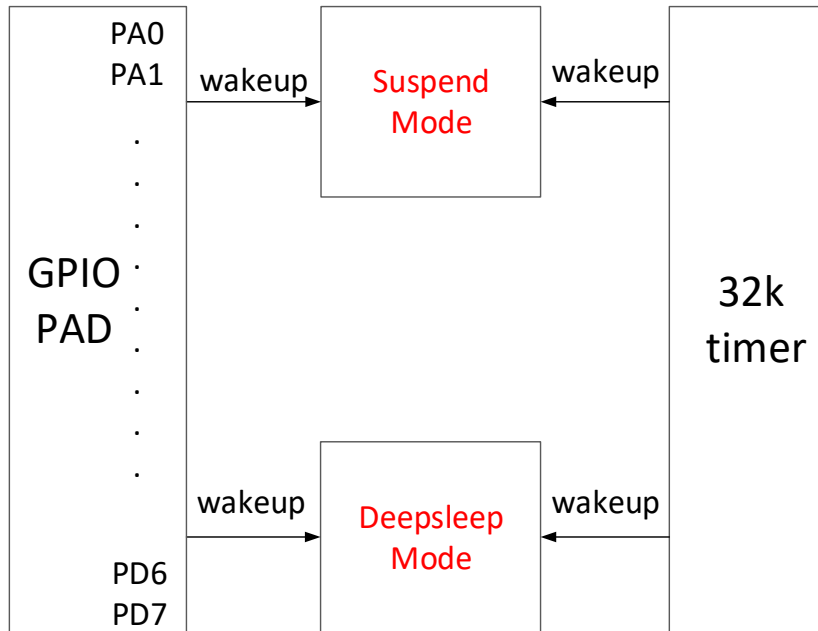 PA0
PA1
.
.
.
.
.
.
.
.
.
GPIO
PAD
PD6
PD7
wakeup
Suspend
Mode
wakeup
wakeup
Deepsleep
Mode
wakeup
32k
timer